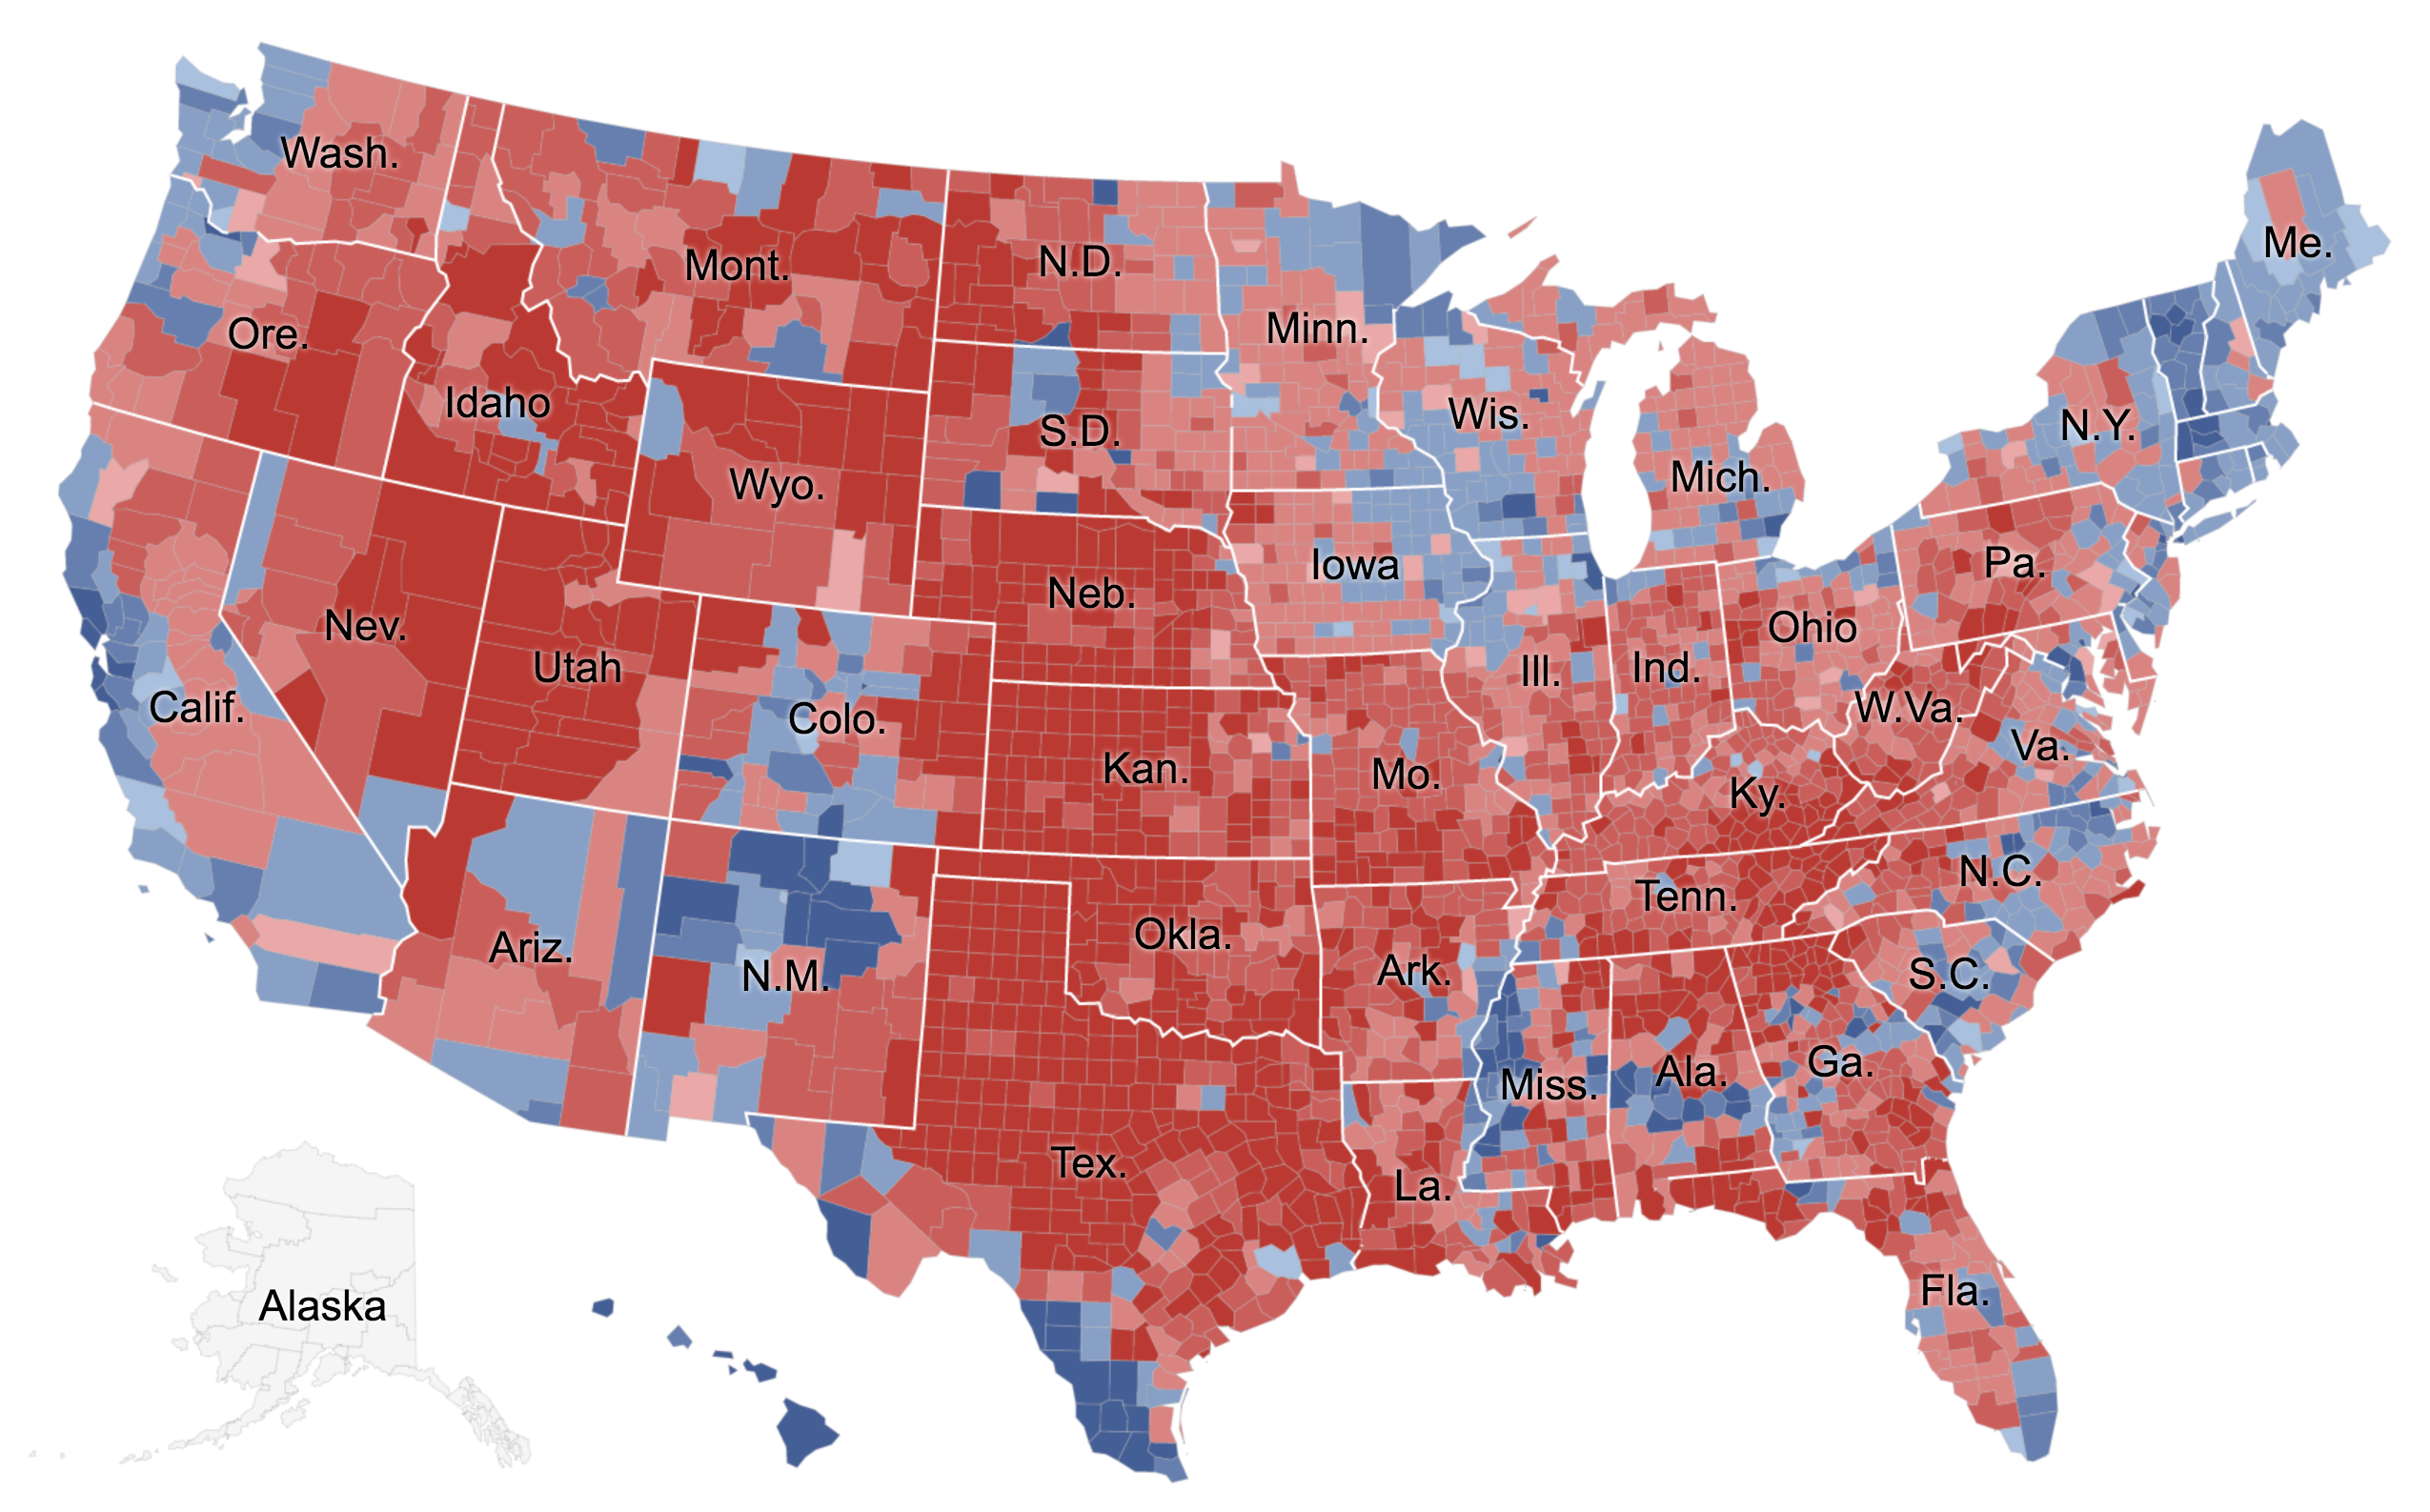 Wash.
Me.
Mont.
N.D.
Minn.
Ore.
Idaho
S.D.
Wis.
N.Y.
Mich.
Wyo.
Iowa
Pa.
Neb.
Nev.
Utah
Ill.
Ind.
Ohio
Calif.
Colo.
W.Va.
Va.
Kan.
Mo.
Ky.
N.C.
Tenn.
Ariz.
Okla.
N.M.
Ark.
S.C.
Miss.
Ala.
Ga.
Tex.
La.
Fla.
Alaska